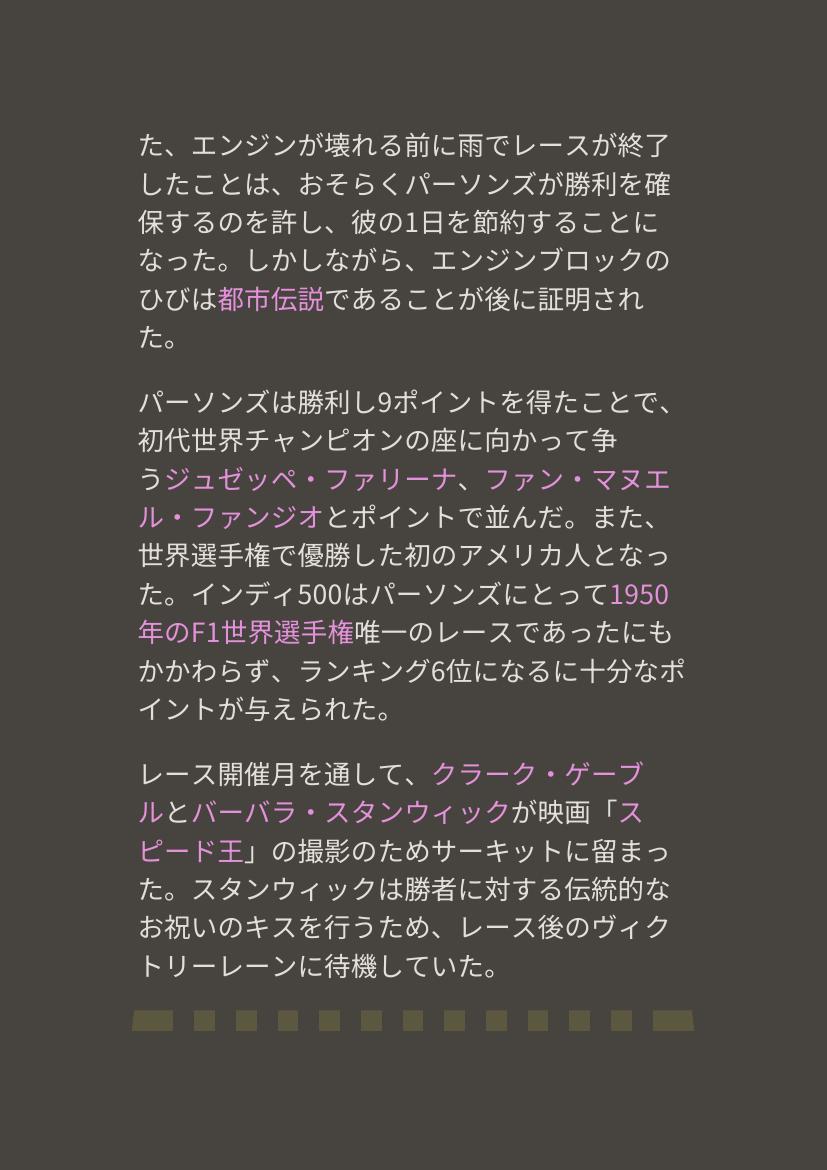 た、エンジンが壊れる前に雨でレースが終了
したことは、おそらくパーソンズが勝利を確
保するのを許し、彼の1日を節約することに
なった。しかしながら、エンジンブロックの
ひびは都市伝説であることが後に証明され
た。
パーソンズは勝利し9ポイントを得たことで、
初代世界チャンピオンの座に向かって争
うジュゼッペ・ファリーナ、ファン・マヌエ
ル・ファンジオとポイントで並んだ。また、
世界選手権で優勝した初のアメリカ人となっ
た。インディ500はパーソンズにとって1950
年のF1世界選手権唯一のレースであったにも
かかわらず、ランキング6位になるに十分なポ
イントが与えられた。
レース開催月を通して、クラーク・ゲーブ
ルとバーバラ・スタンウィックが映画「ス
ピード王」の撮影のためサーキットに留まっ
た。スタンウィックは勝者に対する伝統的な
お祝いのキスを行うため、レース後のヴィク
トリーレーンに待機していた。